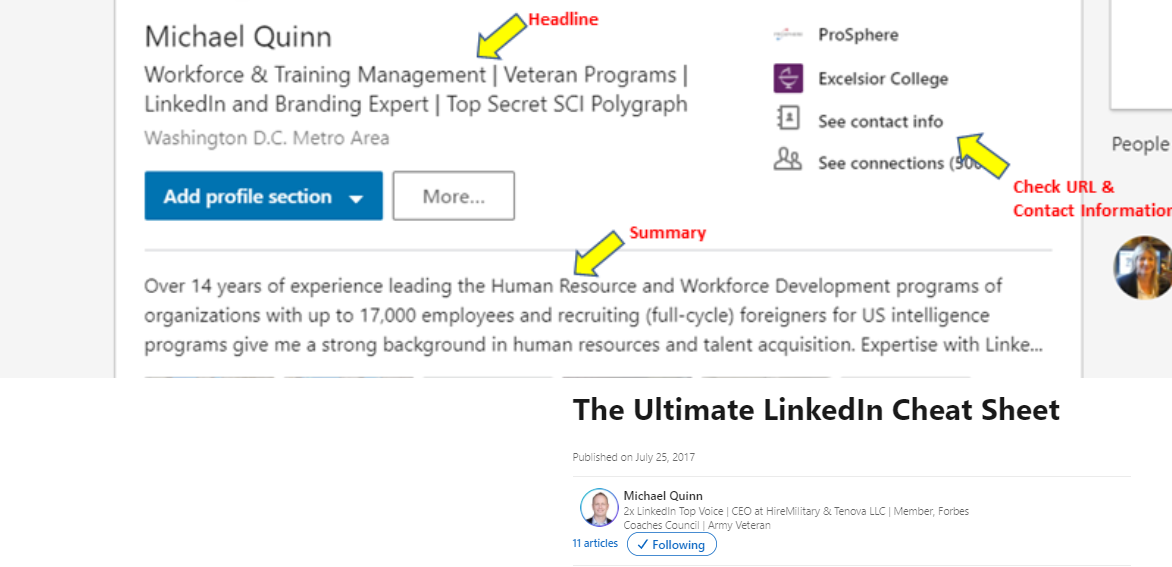 Headline
Michael Quinn
Workforce & Training Management | Veteran Programs |
LinkedIn and Branding Expert | Top Secret SCI Polygraph
Washington D.C. Metro Area
Add profile section
More...
ProSphere
Excelsior College
See contact info
See connections
People
Check URL &
Contact Information
Summary
Over 14 years of experience leading the Human Resource and Workforce Development programs of
organizations with up to 17,000 employees and recruiting (full-cycle) foreigners for US intelligence
programs give me a strong background in human resources and talent acquisition. Expertise with Linke...
The Ultimate LinkedIn Cheat Sheet
Published on July 25, 2017
Michael Quinn
2x LinkedIn Top Voice | CEO at HireMilitary & Tenova LLC | Member, Forbes
Coaches Council | Army Veteran
11 articles
Following